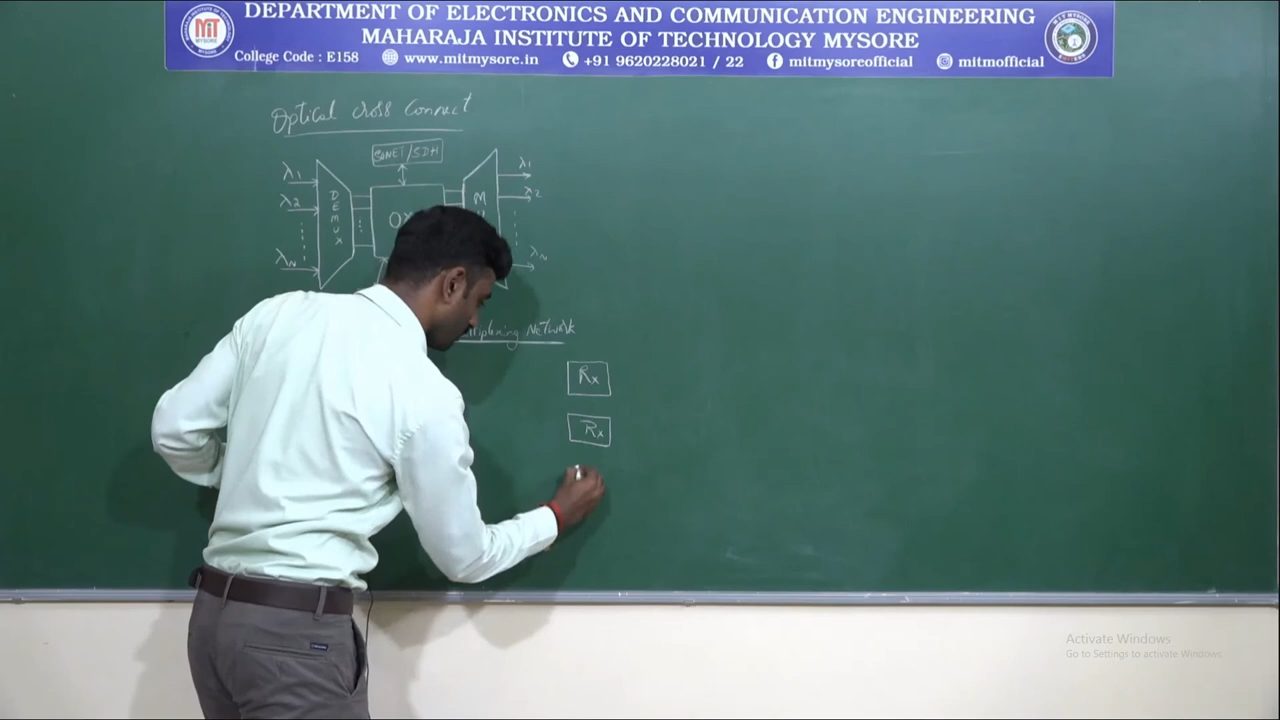 DEPARTMENT OF ELECTRONICS AND COMMUNICATION ENGINEERING
MAHARAJA INSTITUTE OF TECHNOLOGY MYSORE
College Code : E158 www.mitmysore.in +91 9620228021 / 22 mitmysoreofficial mitmofficial
MIT
MYSORE
Optical Cross Connect
SONET/SDH
λ1
λ2
λN
DEMUX
λ1
λ2
λN
NETWORK
Rx
Rx
Activate Windows
Go to Settings to activate Windows.